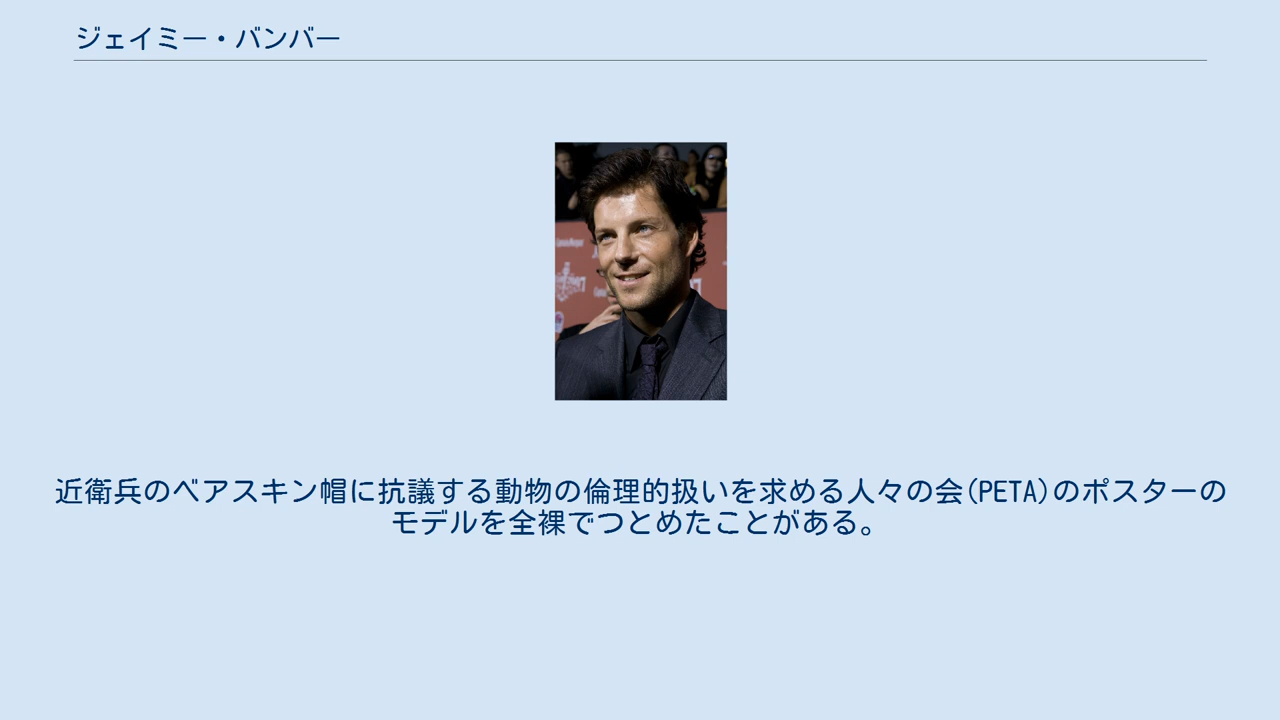 ジェイミー・バンバー
近衛兵のベアスキン帽に抗議する動物の倫理的扱いを求める人々の会(PETA)のポスターの
モデルを全裸でつとめたことがある。